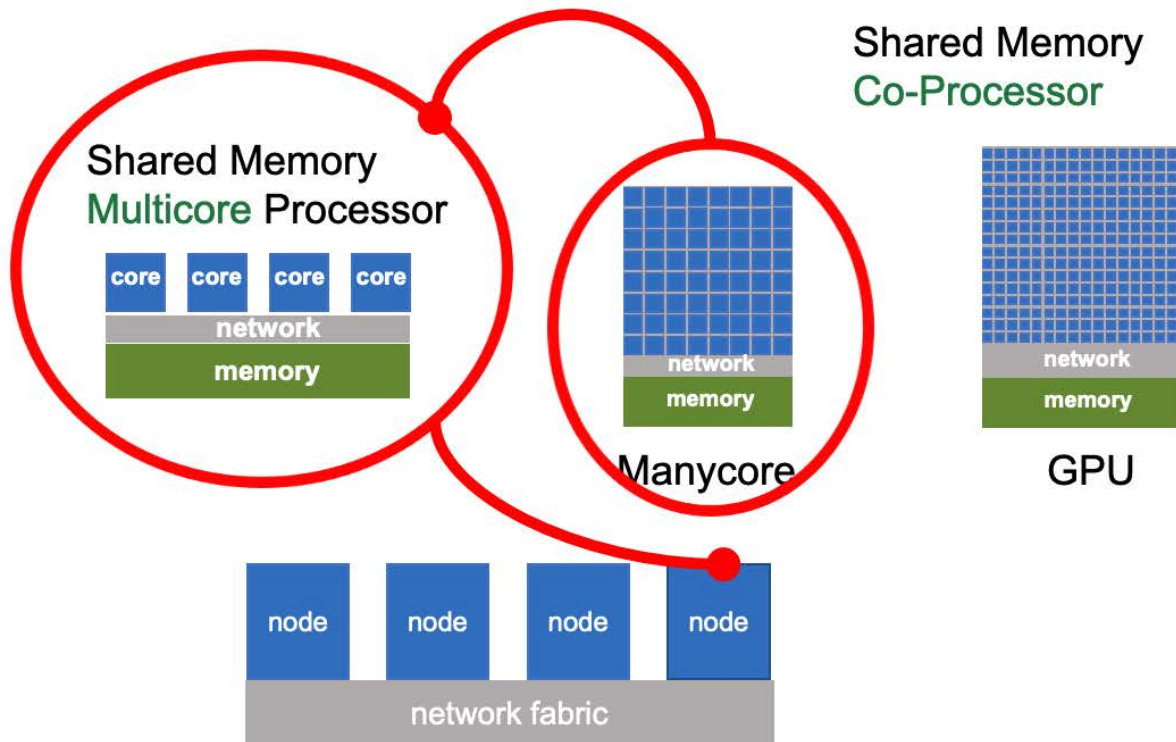 Shared Memory
Co-Processor
Shared Memory
Multicore Processor
core core core core
network
memory
network
memory
Manycore
network
memory
GPU
node node node node
network fabric